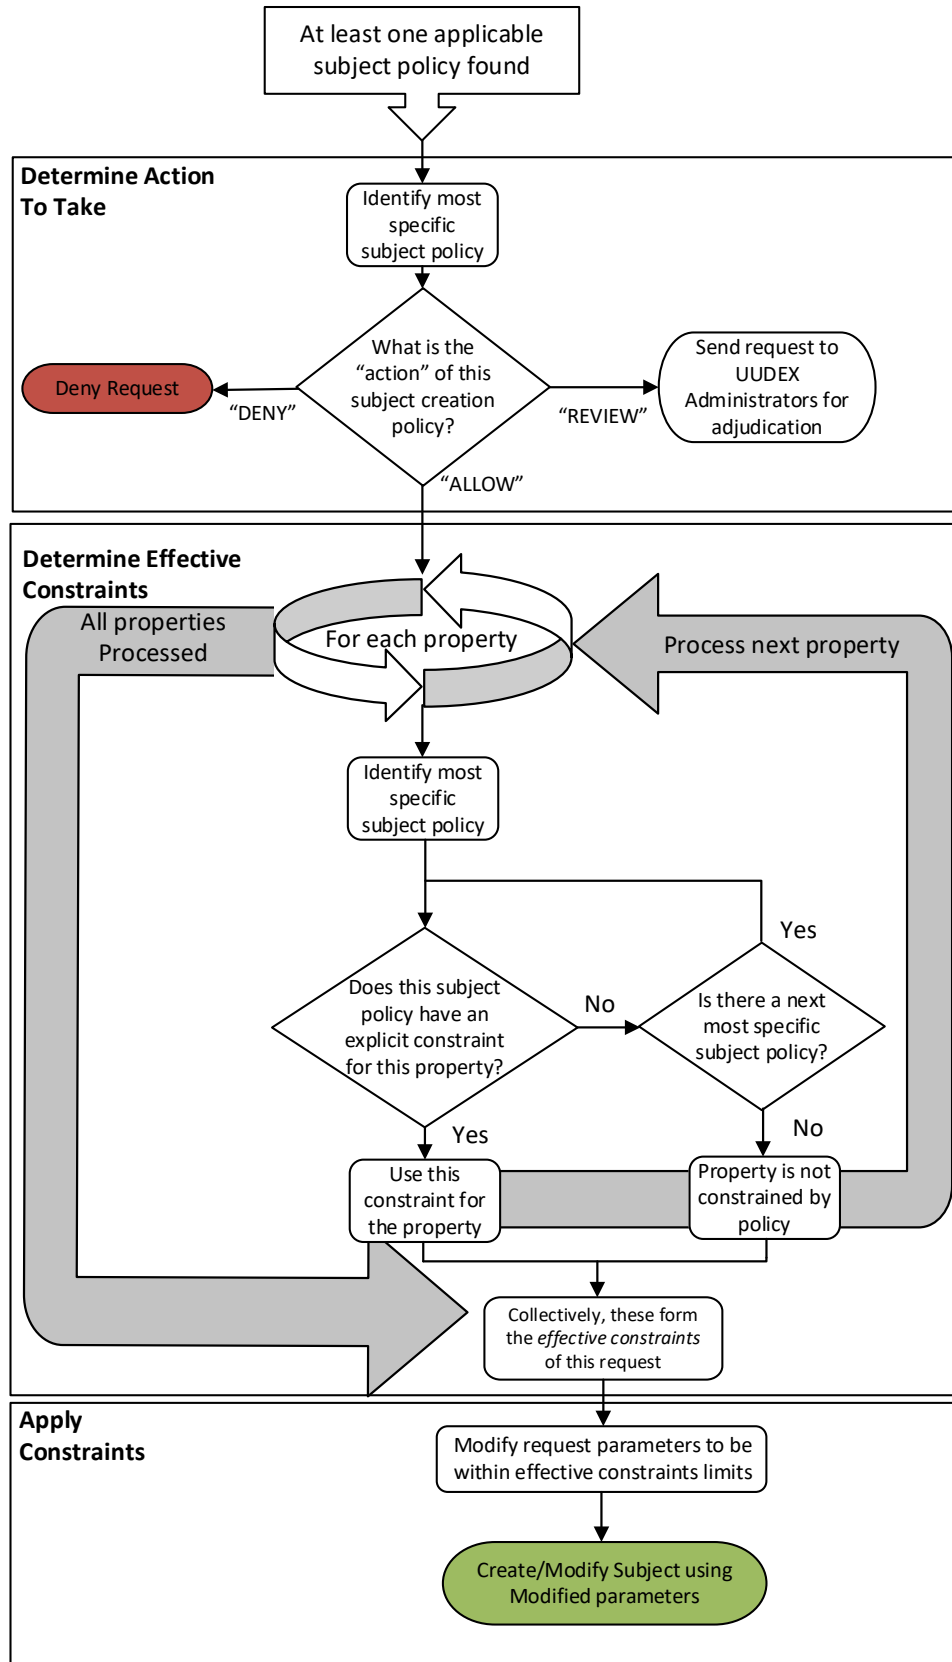 At least one applicable
subject policy found
Determine Action
To Take
Identify most
specific
subject policy
What is the
“action” of this
subject creation
policy?
Deny Request
“DENY”
“REVIEW”
Send request to
UUDEX
Administrators for
adjudication
“ALLOW”
Determine Effective
Constraints
All properties
Processed
For each property
Process next property
Identify most
specific
subject policy
Yes
Does this subject
policy have an
explicit constraint
for this property?
No
Is there a next
most specific
subject policy?
Yes
No
Use this
constraint for
the property
Property is not
constrained by
policy
Collectively, these form
the effective constraints
of this request
Apply
Constraints
Modify request parameters to be
within effective constraints limits
Create/Modify Subject using
Modified parameters